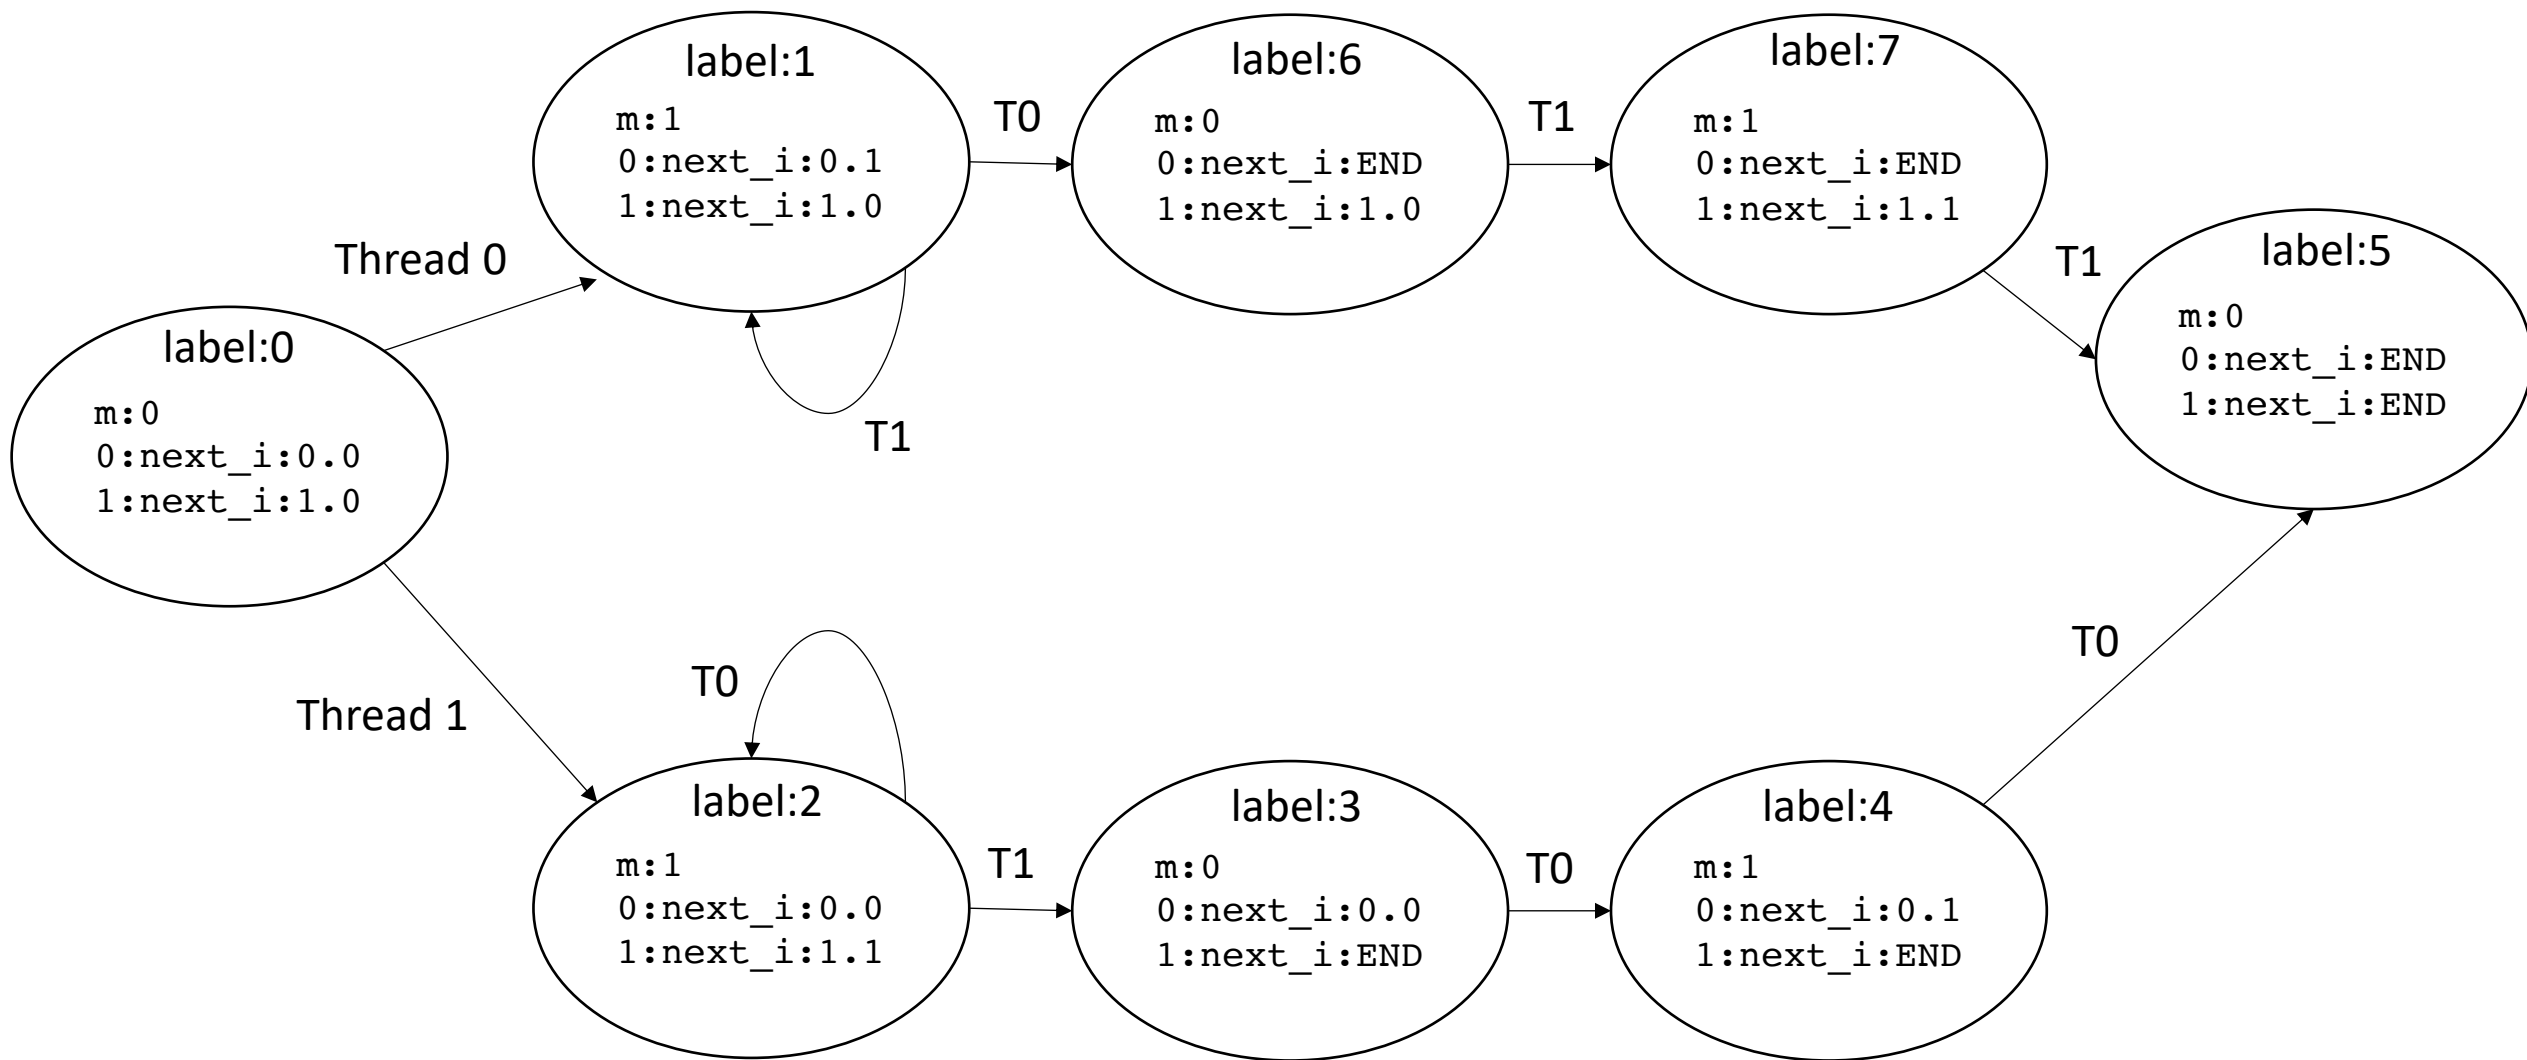 label:1
m:1
0:next_i:0.1
1:next_i:1.0
T0
label:6
m:0
0:next_i:END
1:next_i:1.0
T1
label:7
m:1
0:next_i:END
1:next_i:1.1
T1
label:5
m:0
0:next_i:END
1:next_i:END
Thread 0
T1
label:0
m:0
0:next_i:0.0
1:next_i:1.0
Thread 1
T0
T0
label:2
m:1
0:next_i:0.0
1:next_i:1.1
T1
label:3
m:0
0:next_i:0.0
1:next_i:END
T0
label:4
m:1
0:next_i:0.1
1:next_i:END